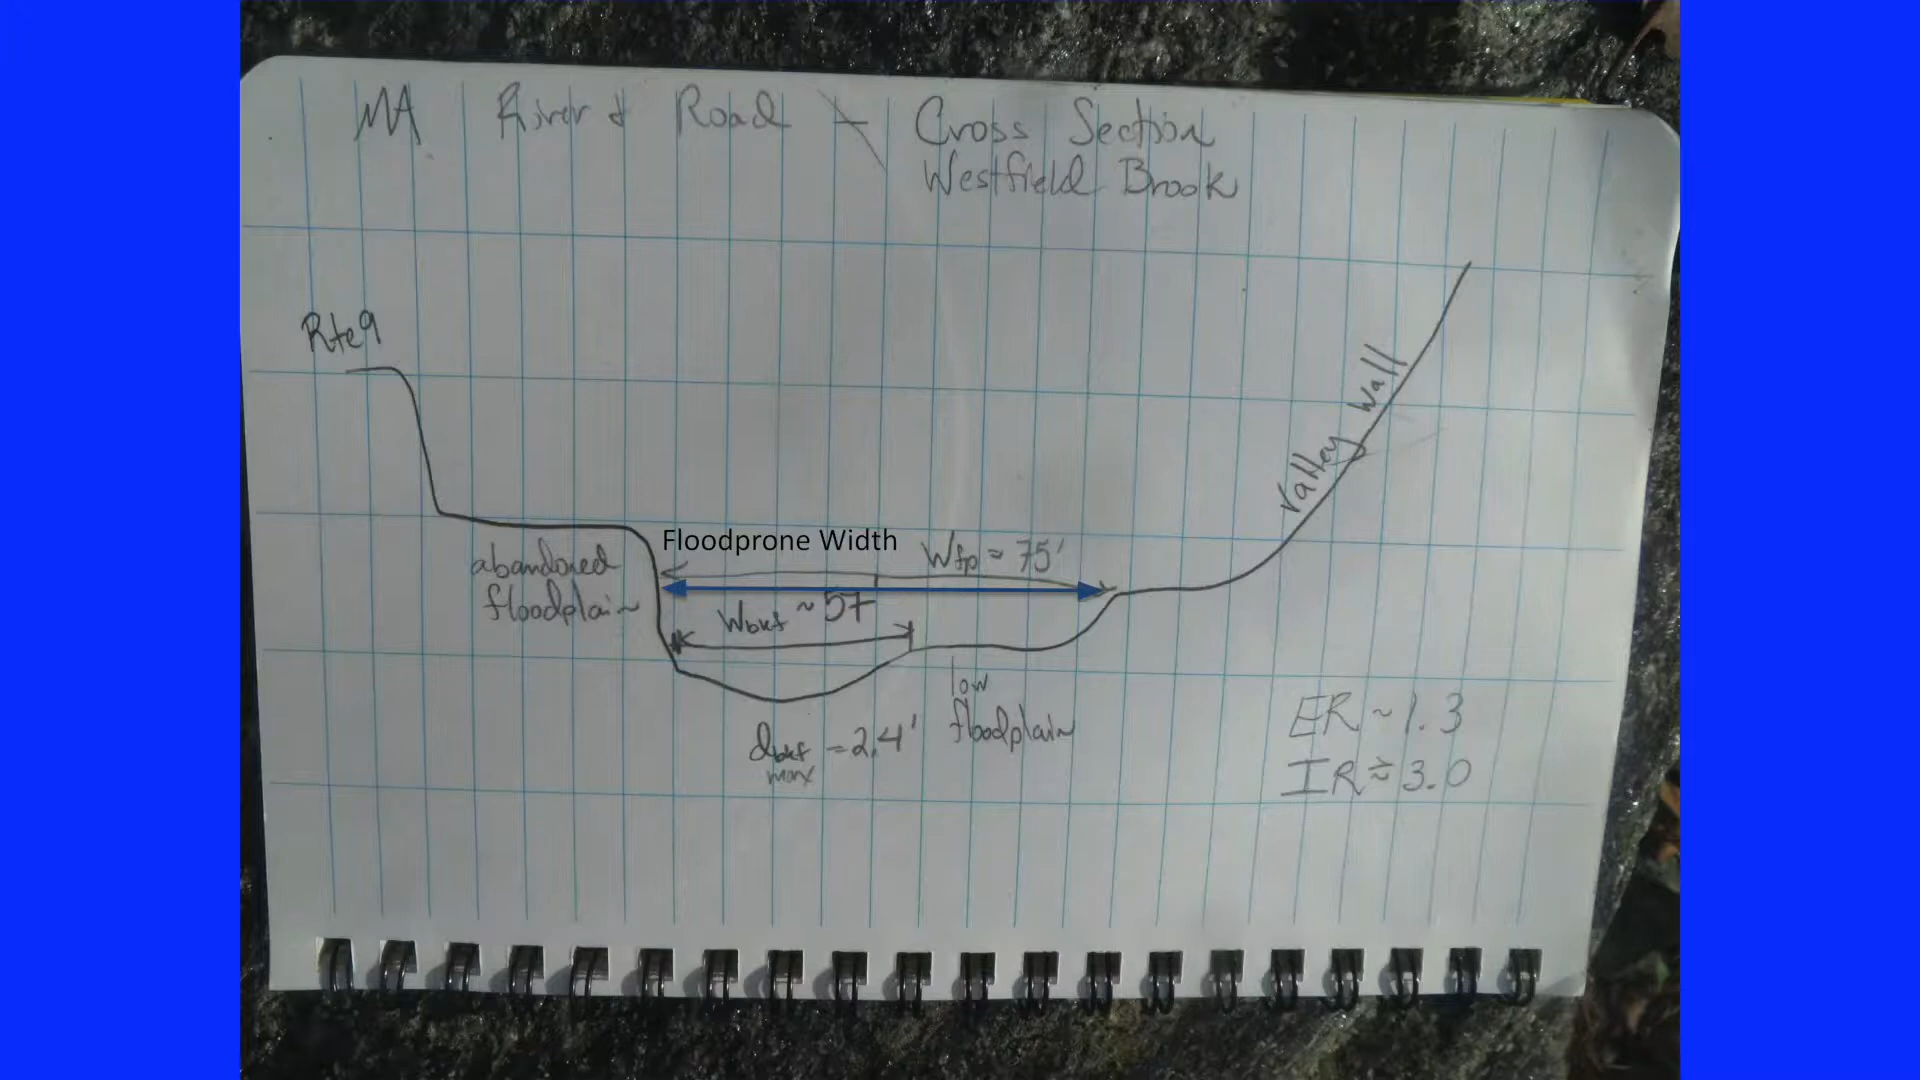 MA River & Road - Cross Section
Westfield Brook
Rte 9
Valley Wall
Floodprone Width
Wfp ≈ 75'
abandoned
floodplain
Wbkf ~ 57
low
floodplain
dbkf = 2.4'
max
ER ~ 1.3
IR ≈ 3.0